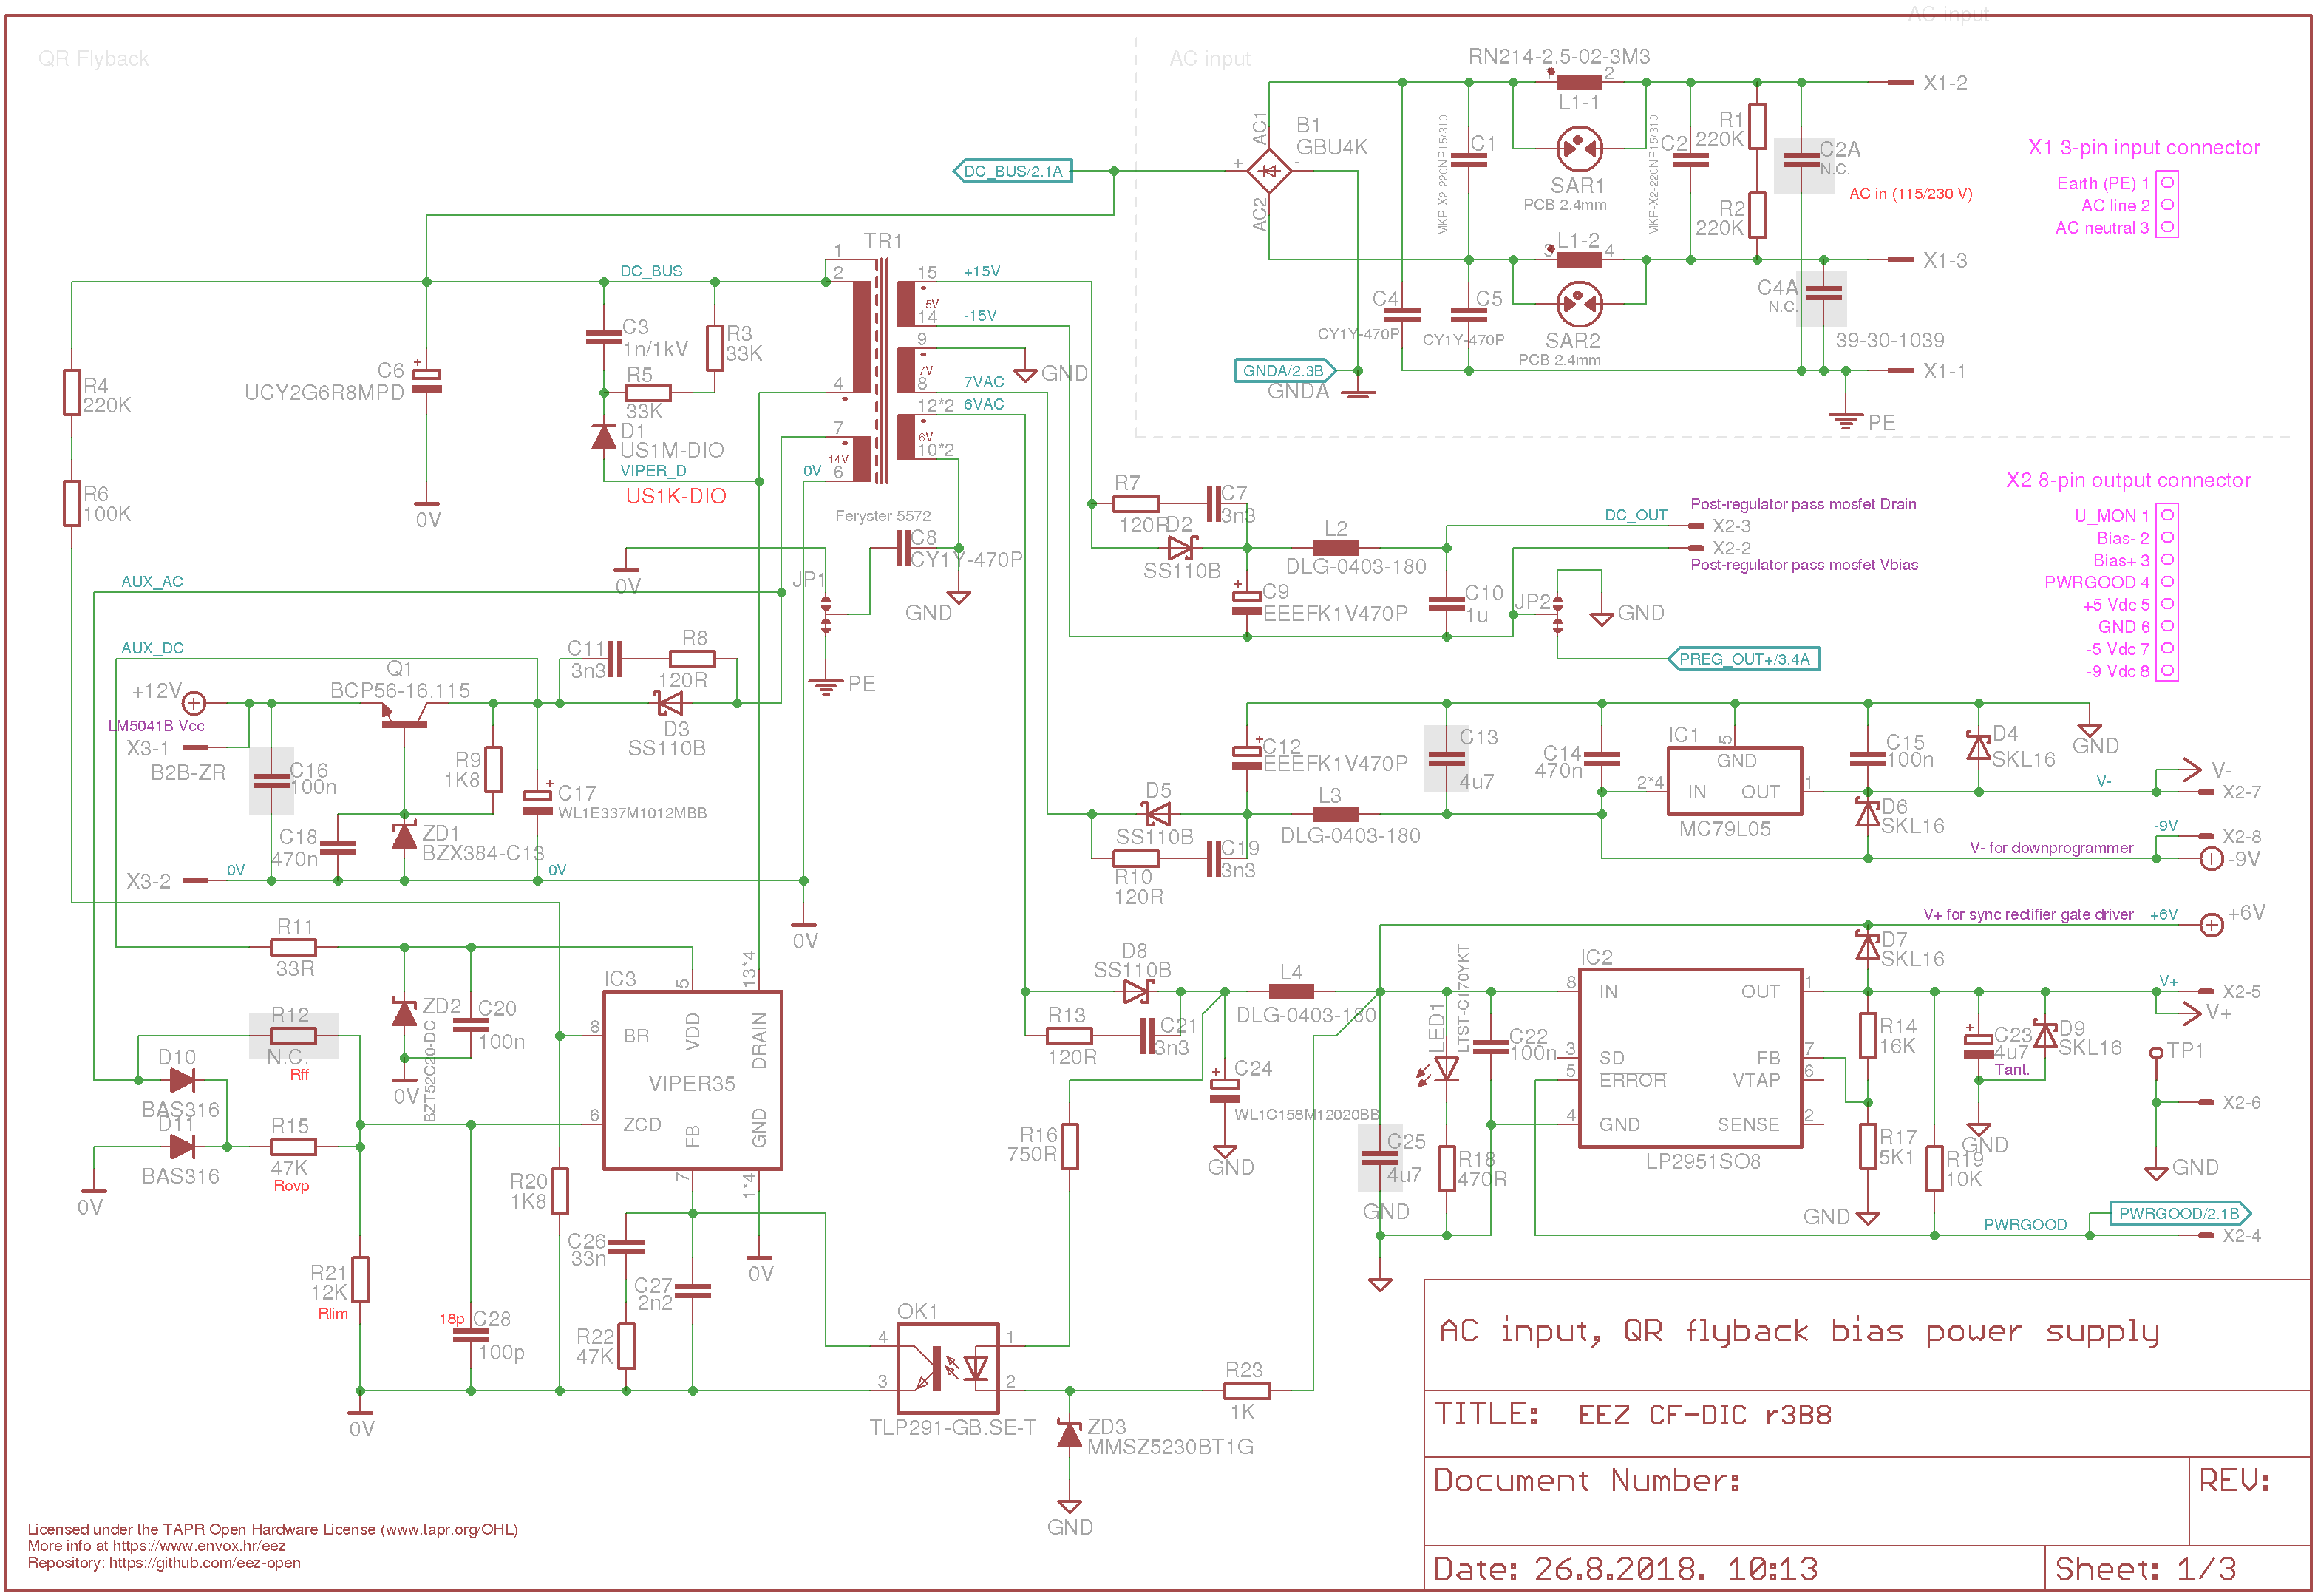 AC input
QR Flyback
AC input
RN214-2.5-02-3M3
1
2
L1-1
X1-2
AC1
B1
GBU4K
+
-
AC2
MKP-X2-220NR15/310
C1
SAR1
PCB 2.4mm
MKP-X2-220NR15/310
C2
R1
220K
R2
220K
C2A
N.C.
AC in (115/230 V)
X1 3-pin input connector
Earth (PE) 1
AC line 2
AC neutral 3
DC_BUS/2.1A
3
L1-2
4
X1-3
C4
CY1Y-470P
C5
CY1Y-470P
SAR2
PCB 2.4mm
C4A
N.C.
39-30-1039
GNDA/2.3B
GNDA
X1-1
PE
TR1
1
2
4
7
14V
6
15
15V
14
9
7V
8
12*2
6V
10*2
+15V
-15V
GND
7VAC
6VAC
0V
Feryster 5572
DC_BUS
C3
1n/1kV
R3
33K
R5
33K
D1
US1M-DIO
VIPER_D
US1K-DIO
C6
+
UCY2G6R8MPD
0V
R4
220K
R6
100K
C8
CY1Y-470P
GND
0V
JP1
PE
R7
120R
C7
3n3
D2
SS110B
L2
DLG-0403-180
+
C9
EEEFK1V470P
C10
1u
DC_OUT
Post-regulator pass mosfet Drain
X2-3
X2-2
Post-regulator pass mosfet Vbias
JP2
GND
PREG_OUT+/3.4A
X2 8-pin output connector
U_MON 1
Bias- 2
Bias+ 3
PWRGOOD 4
+5 Vdc 5
GND 6
-5 Vdc 7
-9 Vdc 8
AUX_AC
AUX_DC
+12V
LM5041B Vcc
X3-1
B2B-ZR
Q1
BCP56-16.115
C11
3n3
R8
120R
D3
SS110B
C16
100n
R9
1K8
+
C17
WL1E337M1012MBB
C18
470n
ZD1
BZX384-C13
X3-2
0V
0V
0V
+
C12
EEEFK1V470P
C13
4u7
C14
470n
IC1
5
GND
2*4
IN
OUT
1
MC79L05
C15
100n
D4
SKL16
GND
V-
V-
X2-7
D6
SKL16
-9V
X2-8
V- for downprogrammer
-9V
D5
SS110B
L3
DLG-0403-180
R10
120R
C19
3n3
R11
33R
R12
N.C.
Rff
D10
BAS316
D11
BAS316
R15
47K
Rovp
0V
ZD2
BZT52C20-DC
0V
C20
100n
IC3
5
13*4
8
BR
VDD
DRAIN
VIPER35
6
ZCD
FB
GND
7
1*4
0V
R20
1K8
C26
33n
C27
2n2
R22
47K
R21
12K
Rlim
18p
C28
100p
0V
D8
SS110B
L4
DLG-0403-180
R13
120R
C21
3n3
+
C24
WL1C158M12020BB
GND
R16
750R
OK1
4
3
1
2
TLP291-GB.SE-T
R23
1K
ZD3
MMSZ5230BT1G
GND
C25
4u7
GND
LED1
LTST-C170YKT
R18
470R
C22
100n
IC2
8
IN
3
SD
5
ERROR
4
GND
OUT
1
FB
7
VTAP
6
SENSE
2
LP2951SO8
V+ for sync rectifier gate driver
+6V
+6V
D7
SKL16
V+
X2-5
V+
R14
16K
R17
5K1
GND
R19
10K
+
C23
4u7
Tant.
GND
D9
SKL16
TP1
X2-6
GND
PWRGOOD
PWRGOOD/2.1B
X2-4
AC input, QR flyback bias power supply
TITLE: EEZ CF-DIC r3B8
Document Number:
REV:
Date: 26.8.2018. 10:13
Sheet: 1/3
Licensed under the TAPR Open Hardware License (www.tapr.org/OHL)
More info at https://www.envox.hr/eez
Repository: https://github.com/eez-open